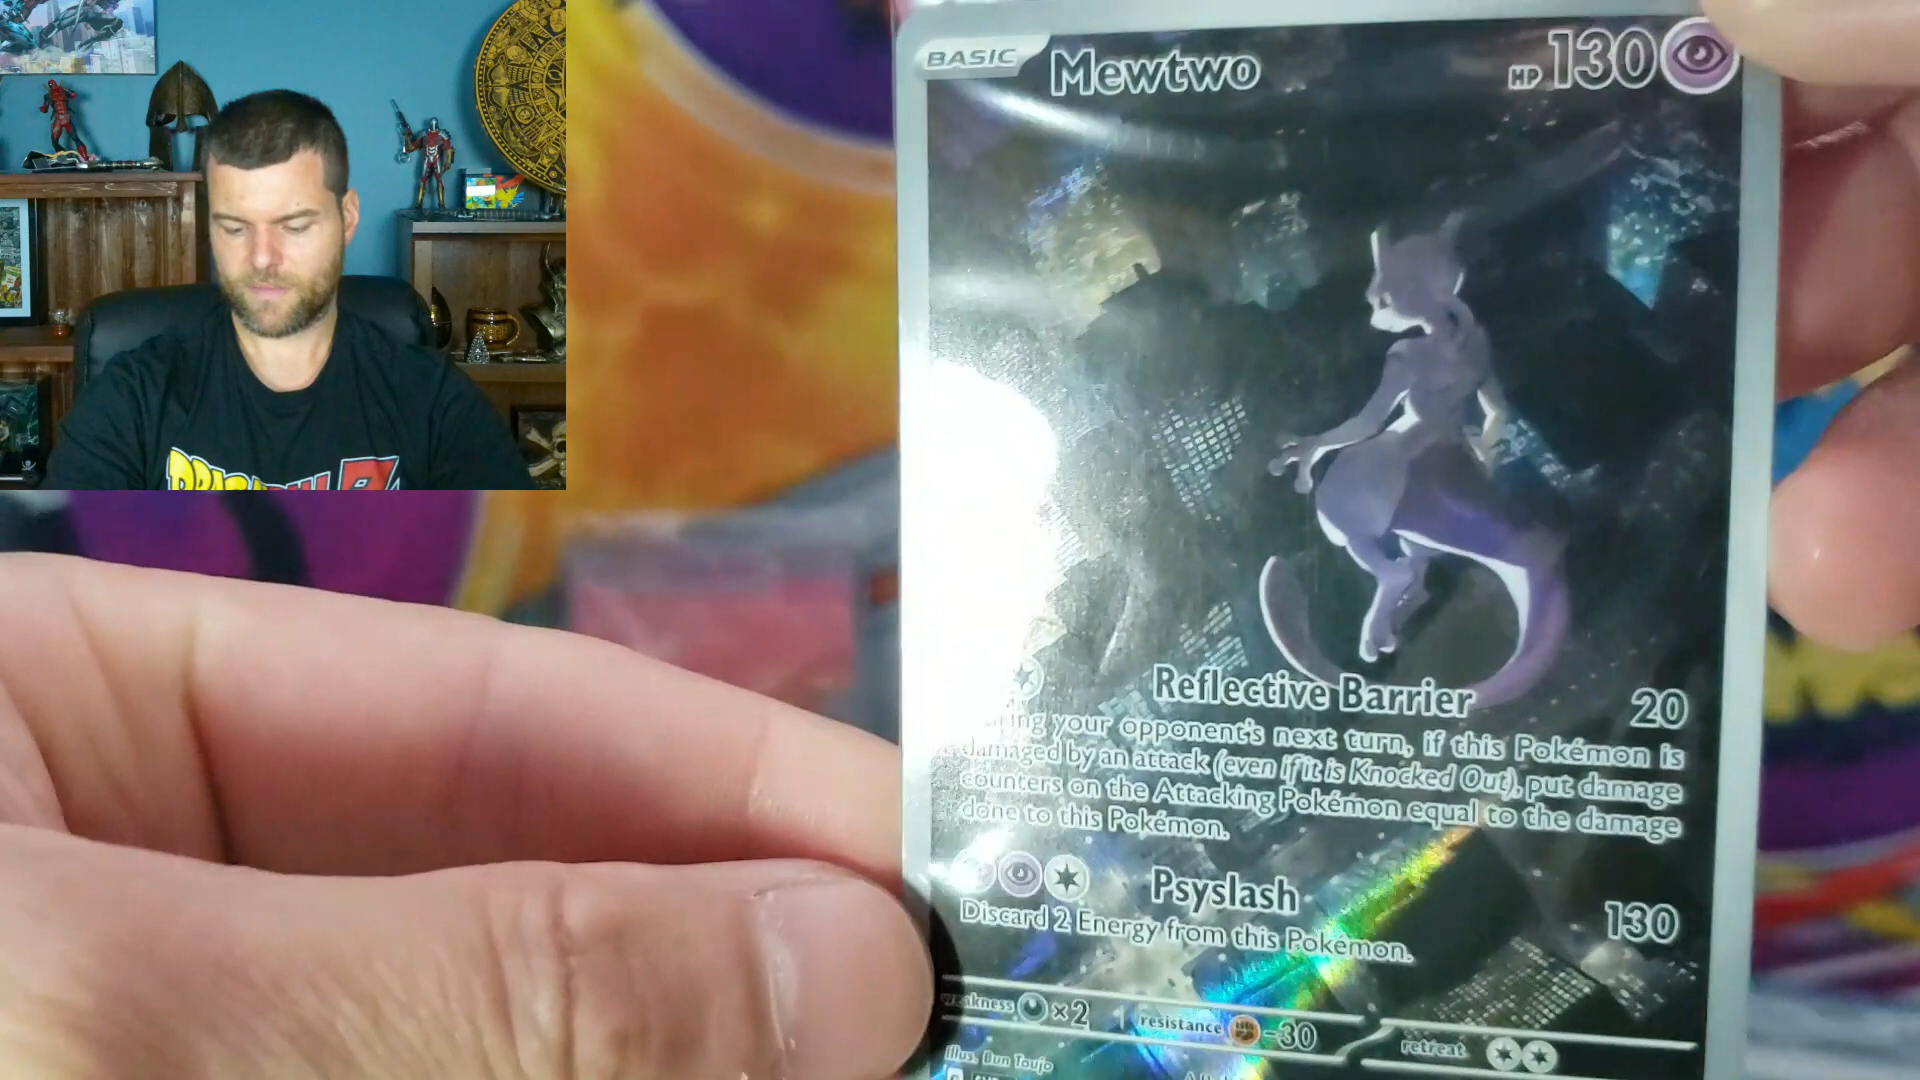 BASIC Mewtwo HP 130
Reflective Barrier 20
your opponent's next turn, if this Pokémon is
damaged by an attack (even if it is Knocked Out), put damage
counters on the Attacking Pokémon equal to the damage
done to this Pokémon.
Psyslash 130
Discard 2 Energy from this Pokémon.
weakness ×2 resistance -30 retreat
Illus. Bun Toujo